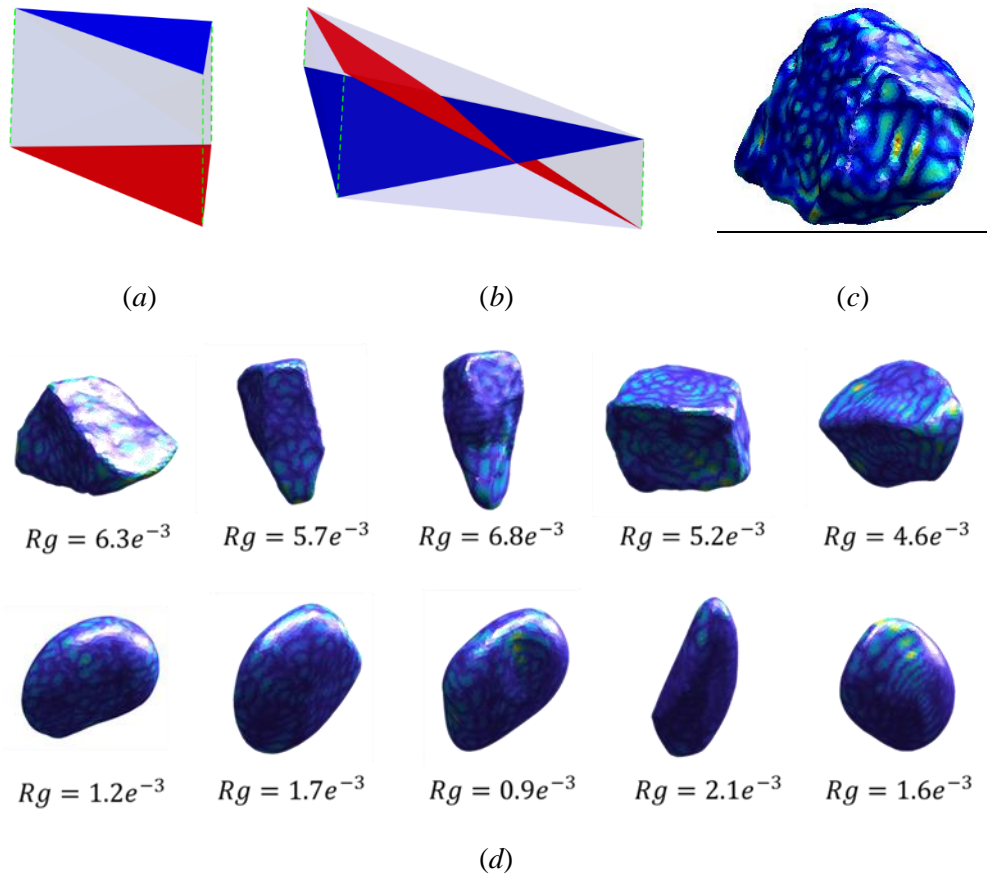 (a) (b) (c)
Rg = 6.3e⁻³ Rg = 5.7e⁻³ Rg = 6.8e⁻³ Rg = 5.2e⁻³ Rg = 4.6e⁻³
Rg = 1.2e⁻³ Rg = 1.7e⁻³ Rg = 0.9e⁻³ Rg = 2.1e⁻³ Rg = 1.6e⁻³
(d)